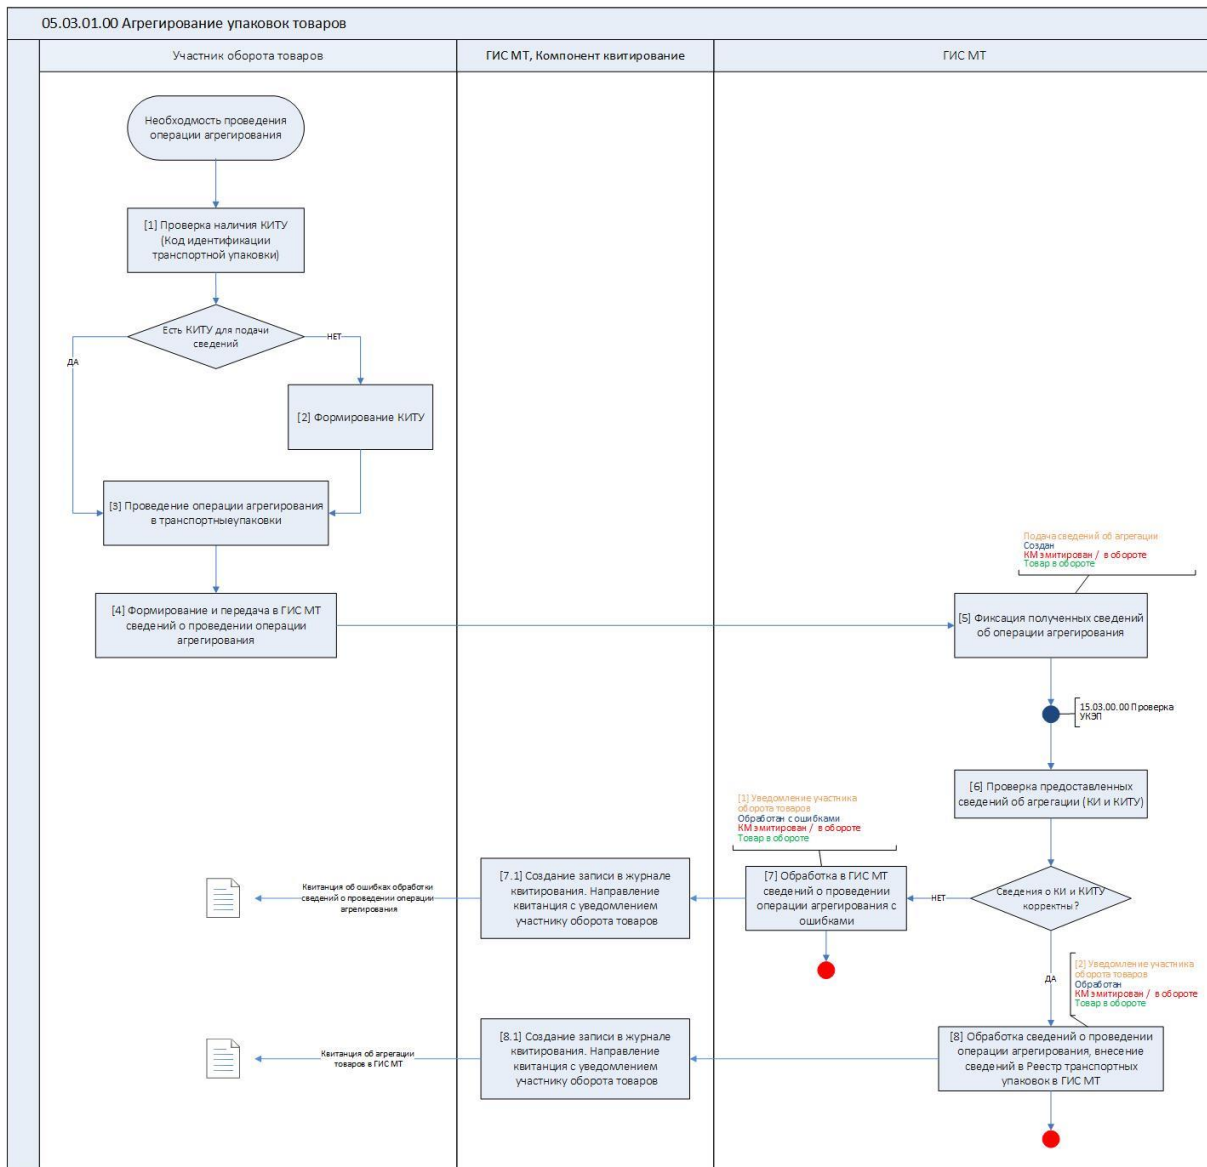 05.03.01.00 Агрегирование упаковок товаров
Участник оборота товаров
ГИС МТ, Компонент квитирование
ГИС МТ
Необходмость проведения
операции агрегирования
[1] Проверка наличия КИТУ
(Код идентификации
транспортной упаковки)
Есть КИТУ для подачи
сведений
НЕТ
ДА
[2] Формирование КИТУ
[3] Проведение операции агрегирования
в транспортныеупаковки
[4] Формирование и передача в ГИС МТ
сведений о проведении операции
агрегирования
Подача сведений об агрегации
Создан
КМ эмитирован / в обороте
Товар в обороте
[5] Фиксация полученных сведений
об операции агрегирования
15.03.00.00 Проверка
УКЭП
[6] Проверка предоставленных
сведений об агрегации (КИ и КИТУ)
Сведения о КИ и КИТУ
корректны?
НЕТ
ДА
[1] Уведомление участника
оборота товаров
Обработан с ошибками
КМ эмитирован / в обороте
Товар в обороте
[7] Обработка в ГИС МТ
сведений о проведении
операции агрегирования с
ошибками
[7.1] Создание записи в журнале
квитирования. Направление
квитанция с уведомлением
участнику оборота товаров
Квитанция об ошибках обработки
сведений о проведении операции
агрегирования
[2] Уведомление участника
оборота товаров
Обработан
КМ эмитирован / в обороте
Товар в обороте
[8] Обработка сведений о проведении
операции агрегирования, внесение
сведений в Реестр транспортных
упаковок в ГИС МТ
[8.1] Создание записи в журнале
квитирования. Направление
квитанция с уведомлением
участнику оборота товаров
Квитанция об агрегации
товаров в ГИС МТ